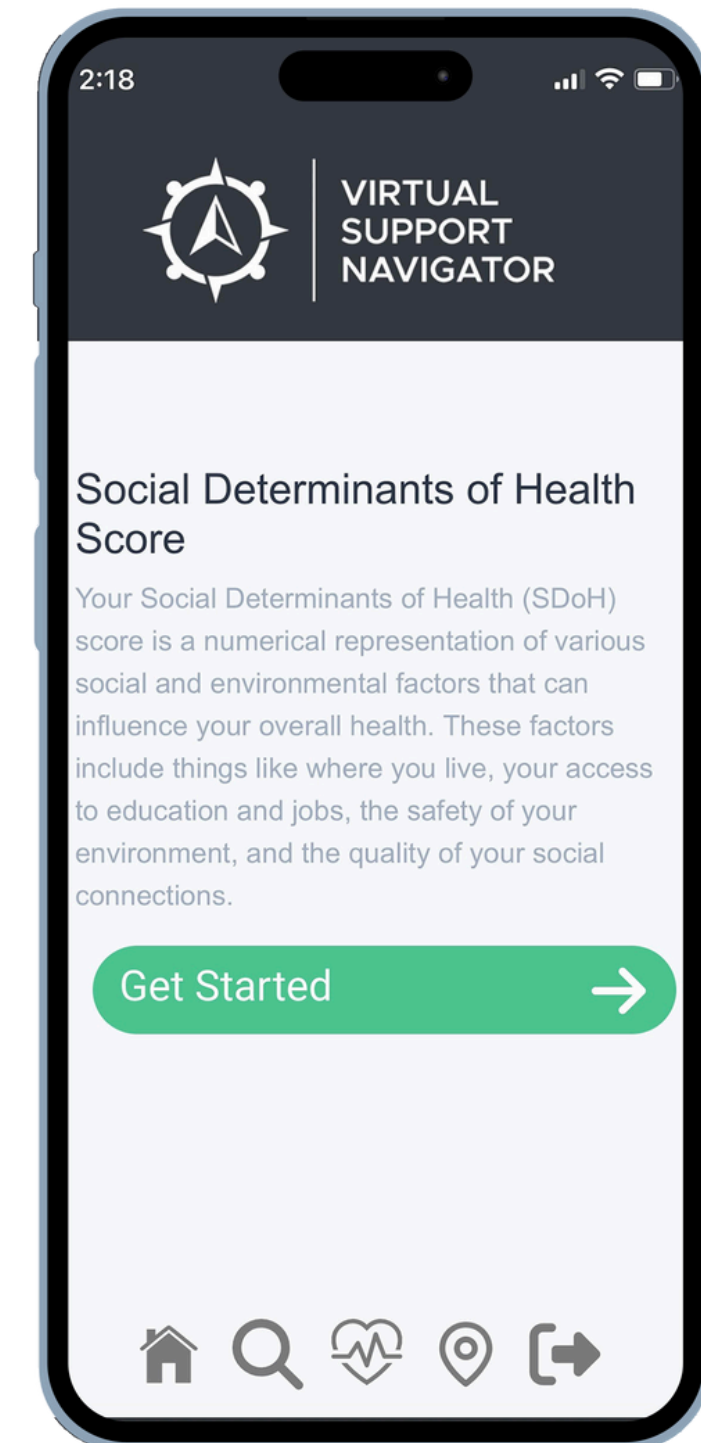 2:18
VIRTUAL
SUPPORT
NAVIGATOR
Social Determinants of Health
Score
Your Social Determinants of Health (SDoH)
score is a numerical representation of various
social and environmental factors that can
influence your overall health. These factors
include things like where you live, your access
to education and jobs, the safety of your
environment, and the quality of your social
connections.
Get Started